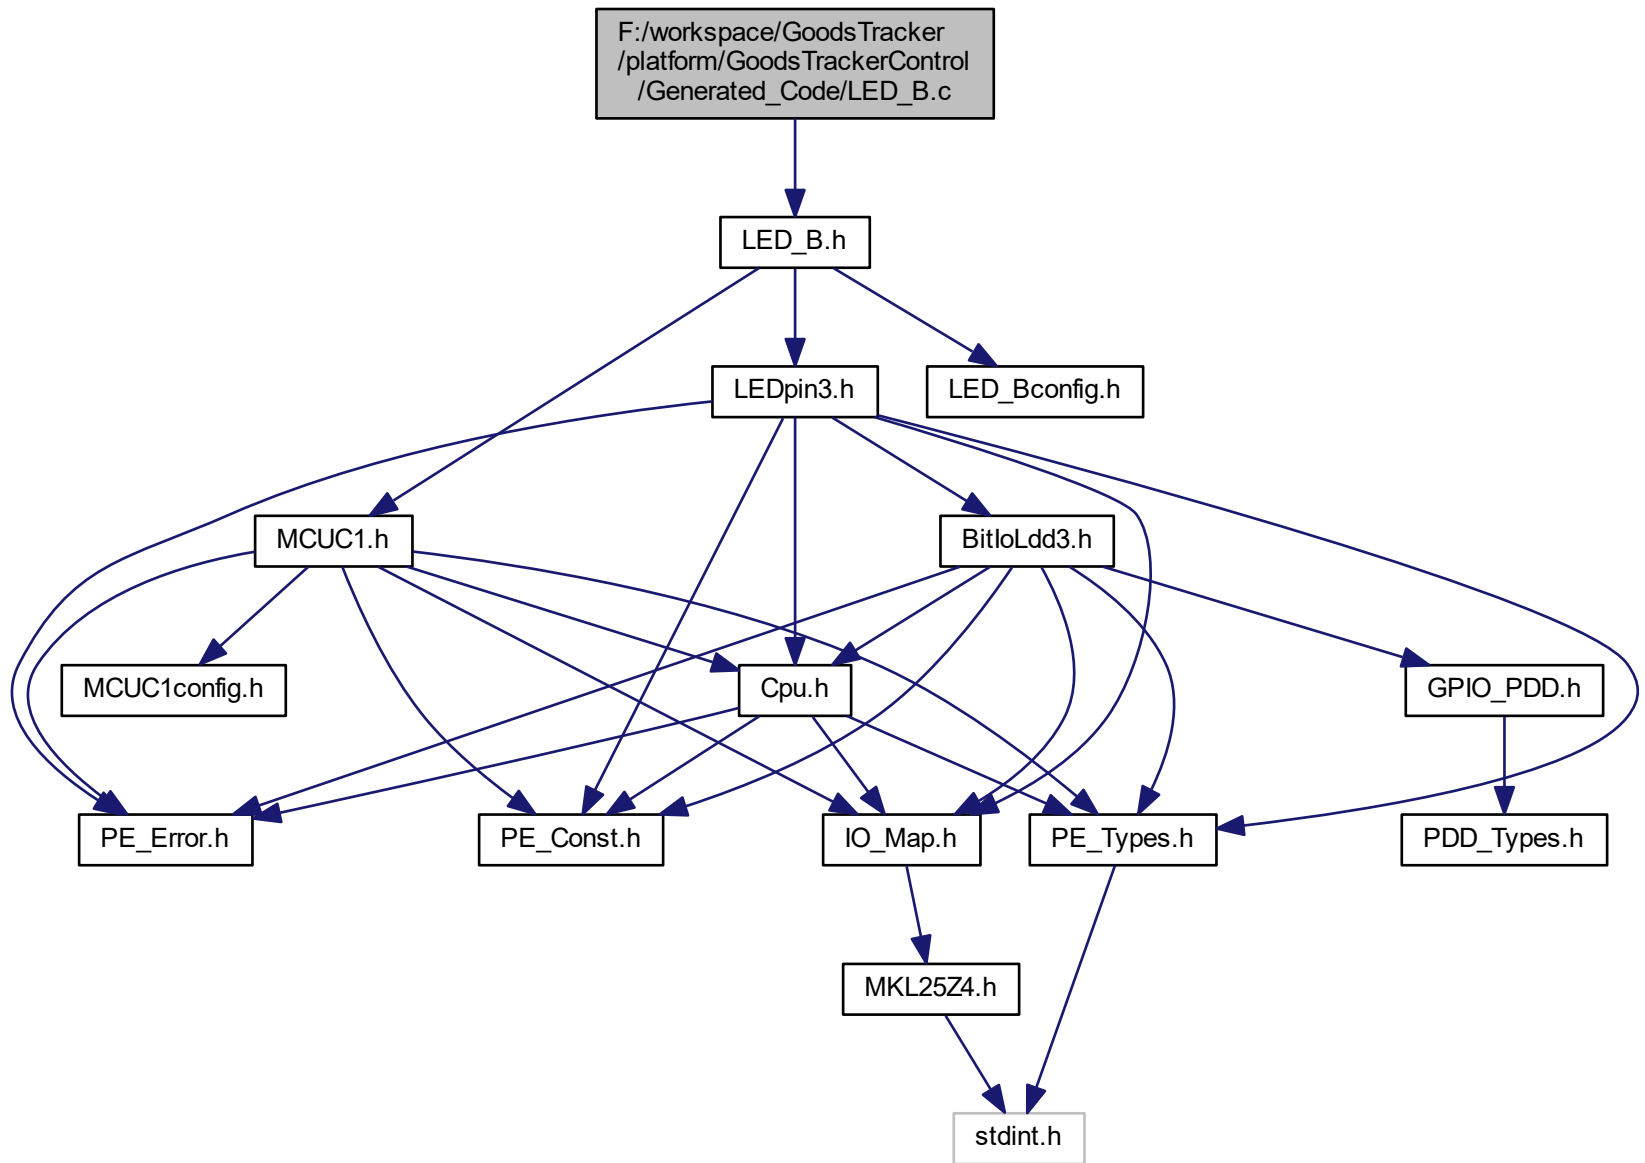 F:/workspace/GoodsTracker
/platform/GoodsTrackerControl
/Generated_Code/LED_B.c
LED_B.h
LEDpin3.h
LED_Bconfig.h
MCUC1.h
BitIoLdd3.h
MCUC1config.h
Cpu.h
GPIO_PDD.h
PE_Error.h
PE_Const.h
IO_Map.h
PE_Types.h
PDD_Types.h
MKL25Z4.h
stdint.h